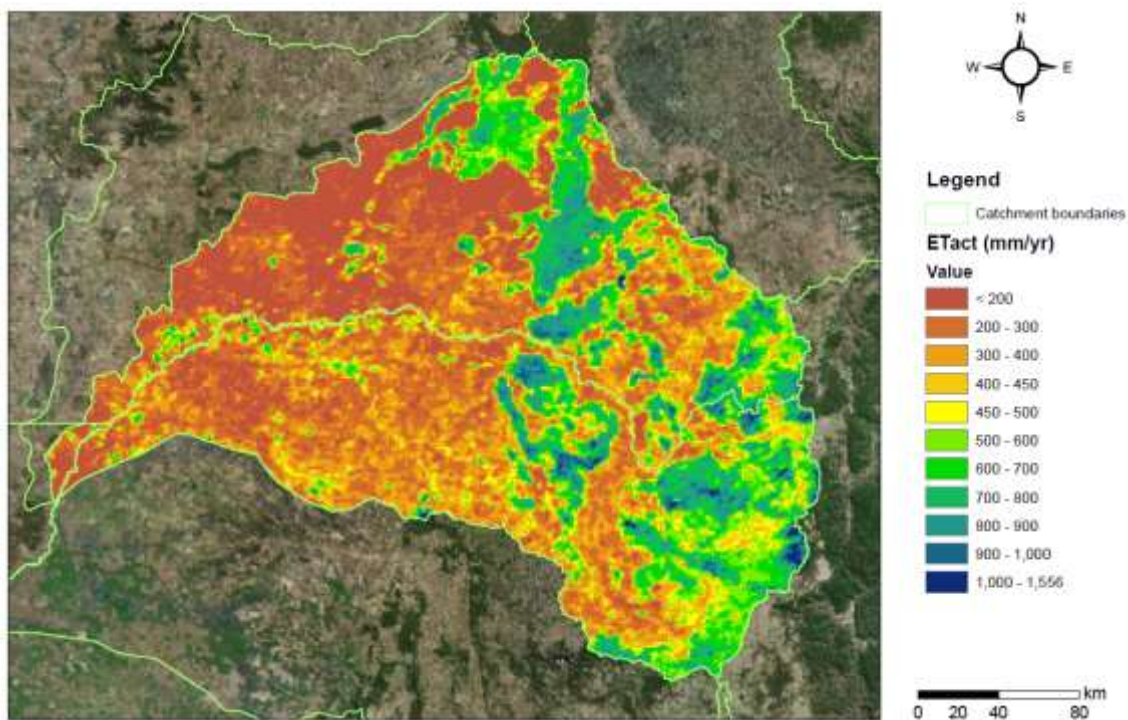 N
W E
S
Legend
Catchment boundaries
ETact (mm/yr)
Value
< 200
200 - 300
300 - 400
400 - 450
450 - 500
500 - 600
600 - 700
700 - 800
800 - 900
900 - 1,000
1,000 - 1,556
km
0 20 40 80